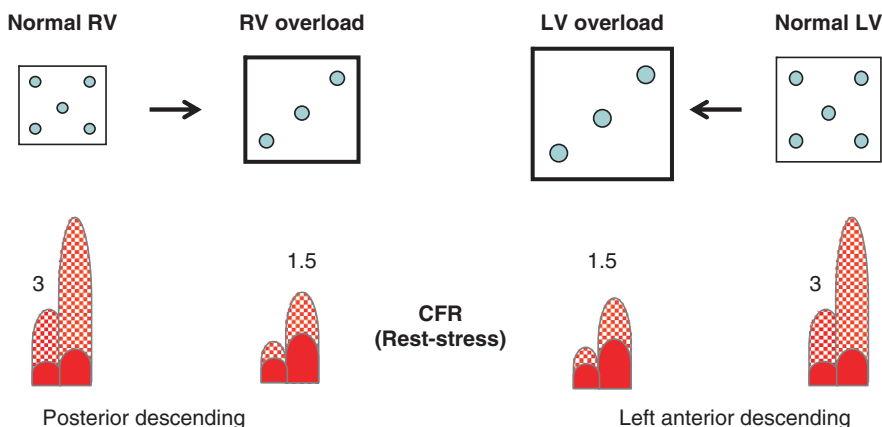 Normal RV
RV overload
LV overload
Normal LV
3
1.5
1.5
3
CFR
(Rest-stress)
Posterior descending
Left anterior descending